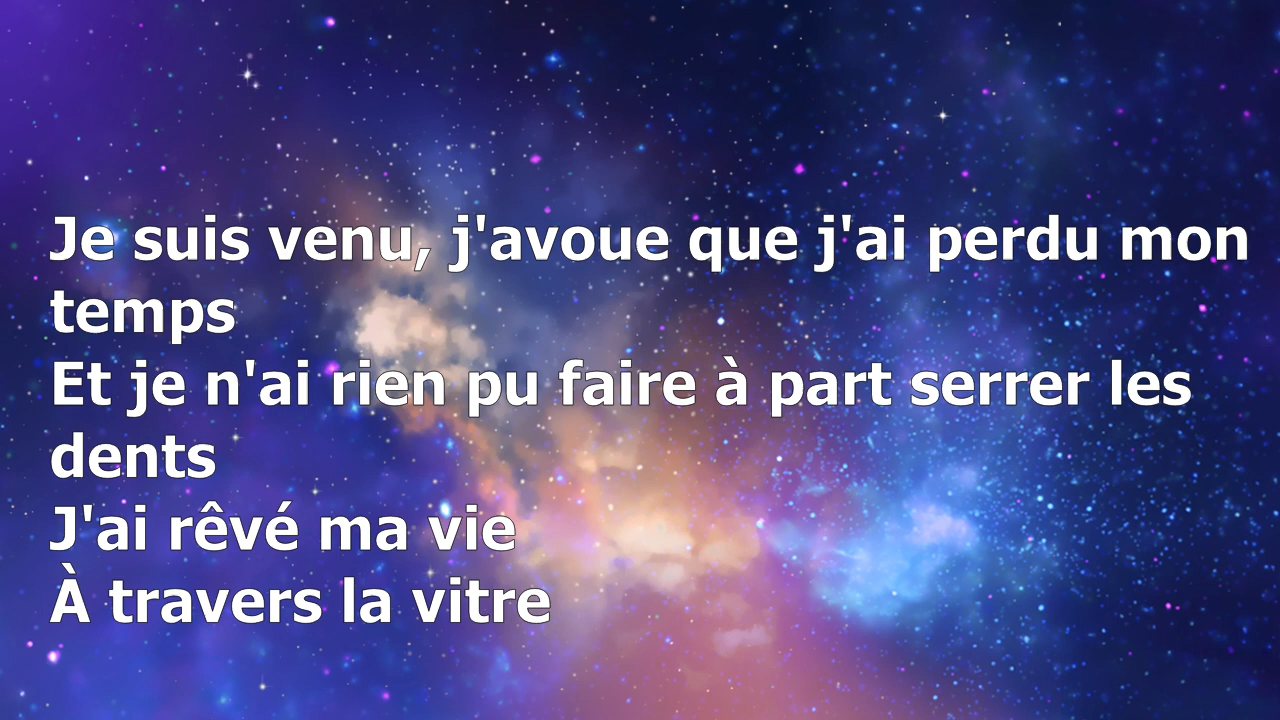 Je suis venu, j'avoue que j'ai perdu mon
temps
Et je n'ai rien pu faire à part serrer les
dents
J'ai rêvé ma vie
À travers la vitre